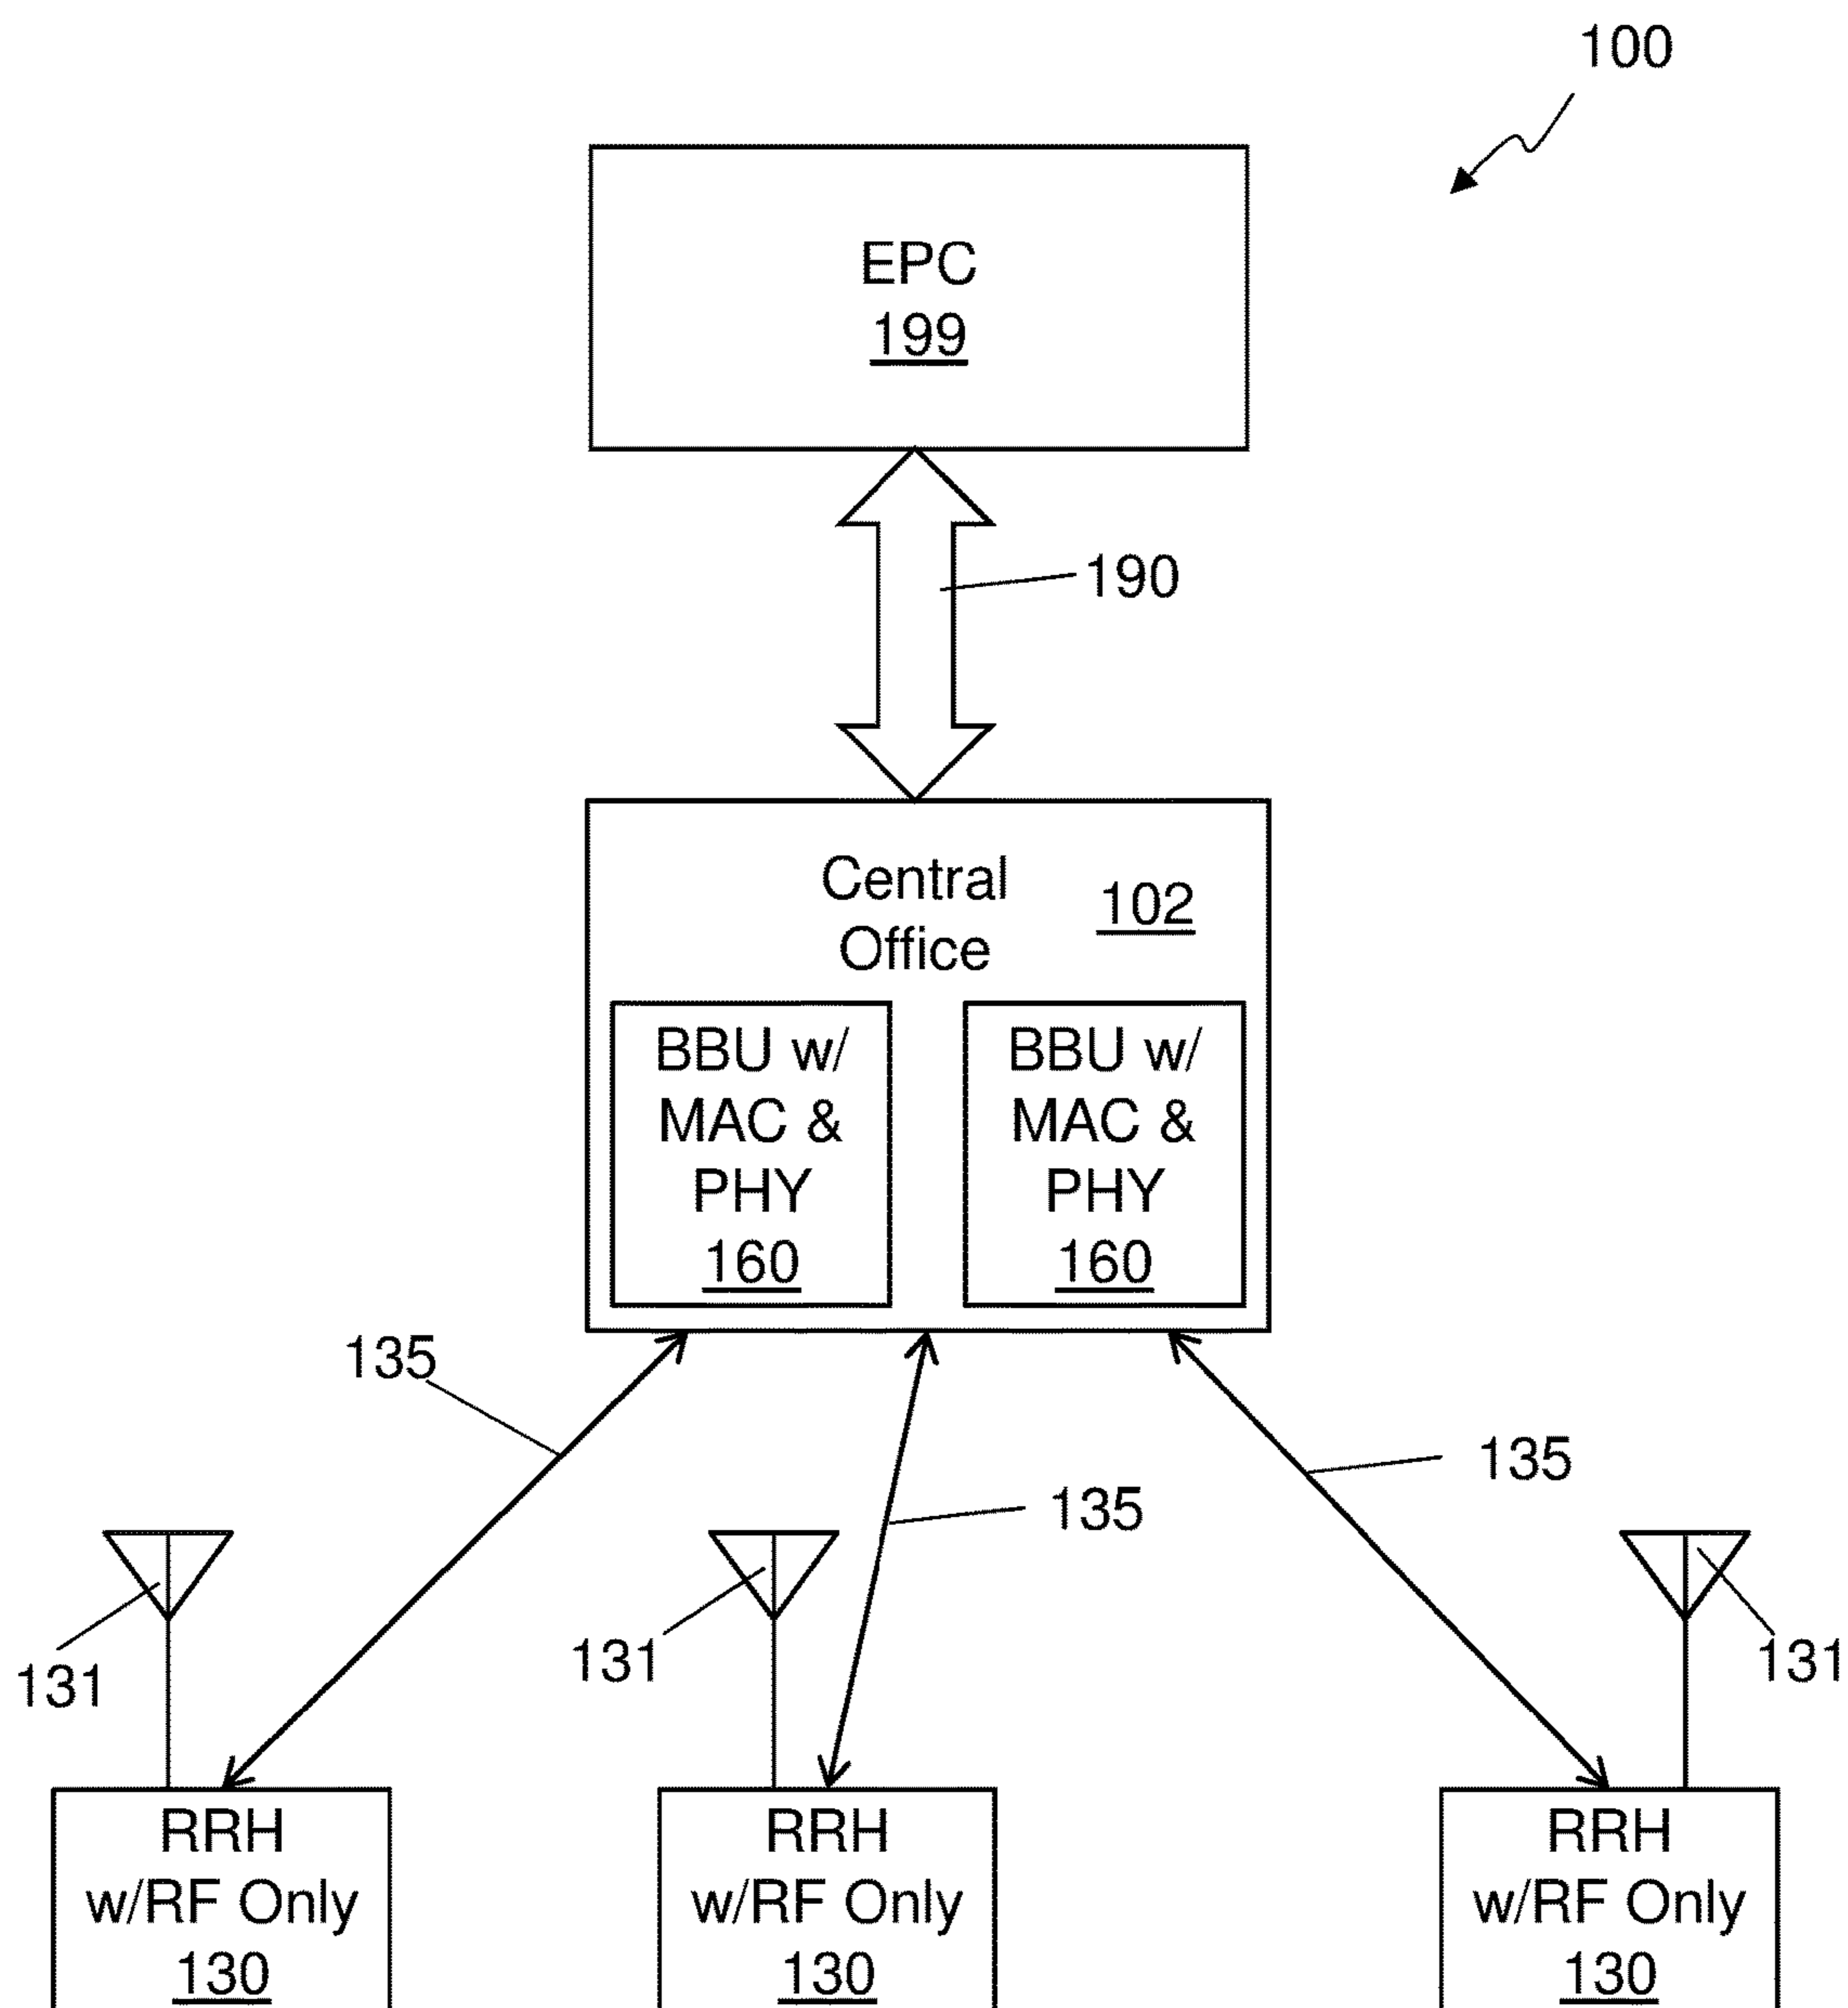 100
EPC
199
190
Central
Office
102
BBU w/
MAC &
PHY
160
BBU w/
MAC &
PHY
160
135
135
135
131
131
131
RRH
w/RF Only
130
RRH
w/RF Only
130
RRH
w/RF Only
130